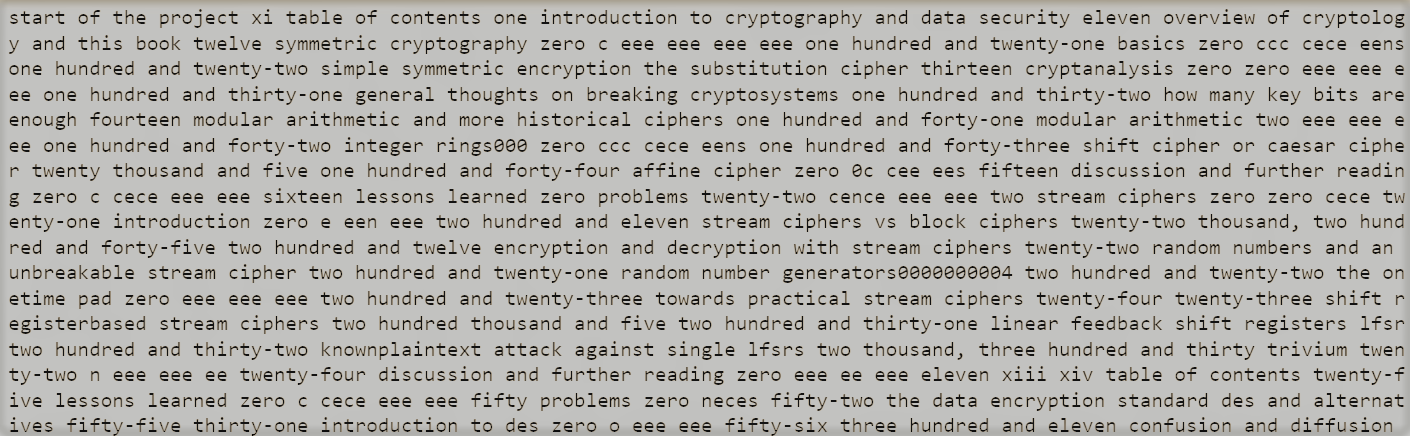 start of the project xi table of contents one introduction to cryptography and data security eleven overview of cryptolog
y and this book twelve symmetric cryptography zero c eee eee eee eee one hundred and twenty-one basics zero ccc cece eens
one hundred and twenty-two simple symmetric encryption the substitution cipher thirteen cryptanalysis zero zero eee eee e
ee one hundred and thirty-one general thoughts on breaking cryptosystems one hundred and thirty-two how many key bits are
enough fourteen modular arithmetic and more historical ciphers one hundred and forty-one modular arithmetic two eee eee e
ee one hundred and forty-two integer rings000 zero ccc cece eens one hundred and forty-three shift cipher or caesar ciphe
r twenty thousand and five one hundred and forty-four affine cipher zero 0c cee ees fifteen discussion and further readin
g zero c cece eee eee sixteen lessons learned zero problems twenty-two cence eee eee two stream ciphers zero zero cece tw
enty-one introduction zero e een eee two hundred and eleven stream ciphers vs block ciphers twenty-two thousand, two hund
red and forty-five two hundred and twelve encryption and decryption with stream ciphers twenty-two random numbers and an
unbreakable stream cipher two hundred and twenty-one random number generators0000000004 two hundred and twenty-two the on
etime pad zero eee eee eee two hundred and twenty-three towards practical stream ciphers twenty-four twenty-three shift r
egisterbased stream ciphers two hundred thousand and five two hundred and thirty-one linear feedback shift registers lfsr
two hundred and thirty-two knownplaintext attack against single lfsrs two thousand, three hundred and thirty trivium twen
ty-two n eee eee ee twenty-four discussion and further reading zero eee ee eee eleven xiii xiv table of contents twenty-f
ive lessons learned zero c cece eee eee fifty problems zero neces fifty-two the data encryption standard des and alternat
ives fifty-five thirty-one introduction to des zero o eee eee fifty-six three hundred and eleven confusion and diffusion